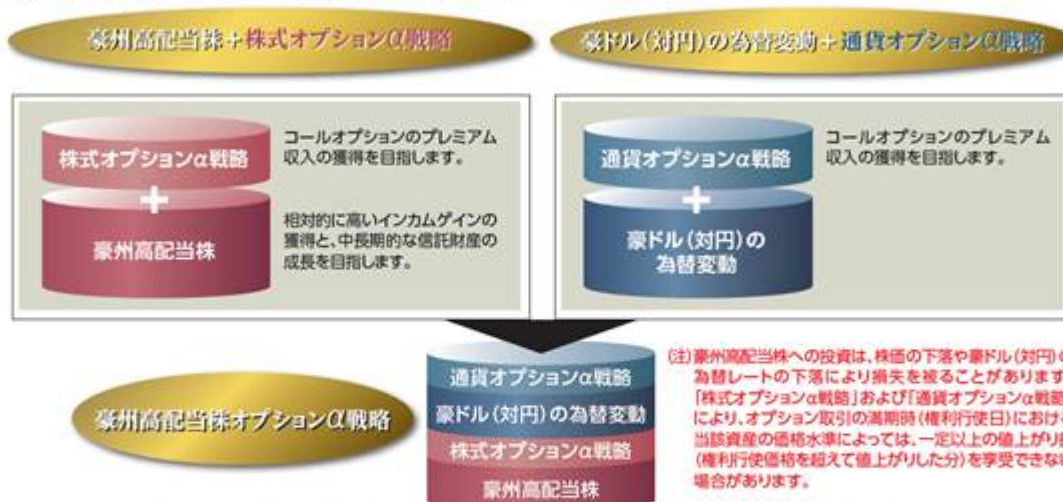 豪州高配当株+株式オプションα戦略
豪ドル(対円)の為替変動+通貨オプションα戦略
株式オプションα戦略
+
豪州高配当株
コールオプションのプレミアム
収入の獲得を目指します。
相対的に高いインカムゲインの
獲得と、中長期的な信託財産の
成長を目指します。
通貨オプションα戦略
+
豪ドル(対円)の
為替変動
コールオプションのプレミアム
収入の獲得を目指します。
豪州高配当株オプションα戦略
通貨オプションα戦略
豪ドル(対円)の為替変動
株式オプションα戦略
豪州高配当株
(注)豪州高配当株への投資は、株価の下落や豪ドル(対円)の
為替レートの下落により損失を被ることがあります
「株式オプションα戦略」および「通貨オプションα戦略
により、オプション取引の満期時(権利行使日)におけ
当該資産の価格水準によっては、一定以上の値上がり
(権利行使価格を超えて値上がりした分)を享受できな
場合があります。